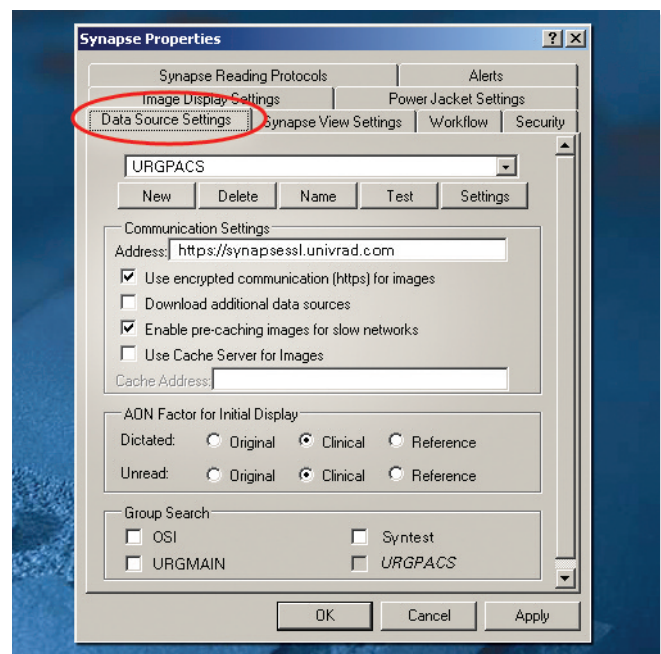 Synapse Properties
Synapse Reading Protocols Alerts
Image Display Settings Power Jacket Settings
Data Source Settings Synapse View Settings Workflow Security
URGPACS
New Delete Name Test Settings
Communication Settings
Address: https://synapsessl.univrad.com
Use encrypted communication (https) for images
Download additional data sources
Enable pre-caching images for slow networks
Use Cache Server for Images
Cache Address:
AON Factor for Initial Display
Dictated: Original Clinical Reference
Unread: Original Clinical Reference
Group Search
OSI Syntest
URGMAIN URGPACS
OK Cancel Apply